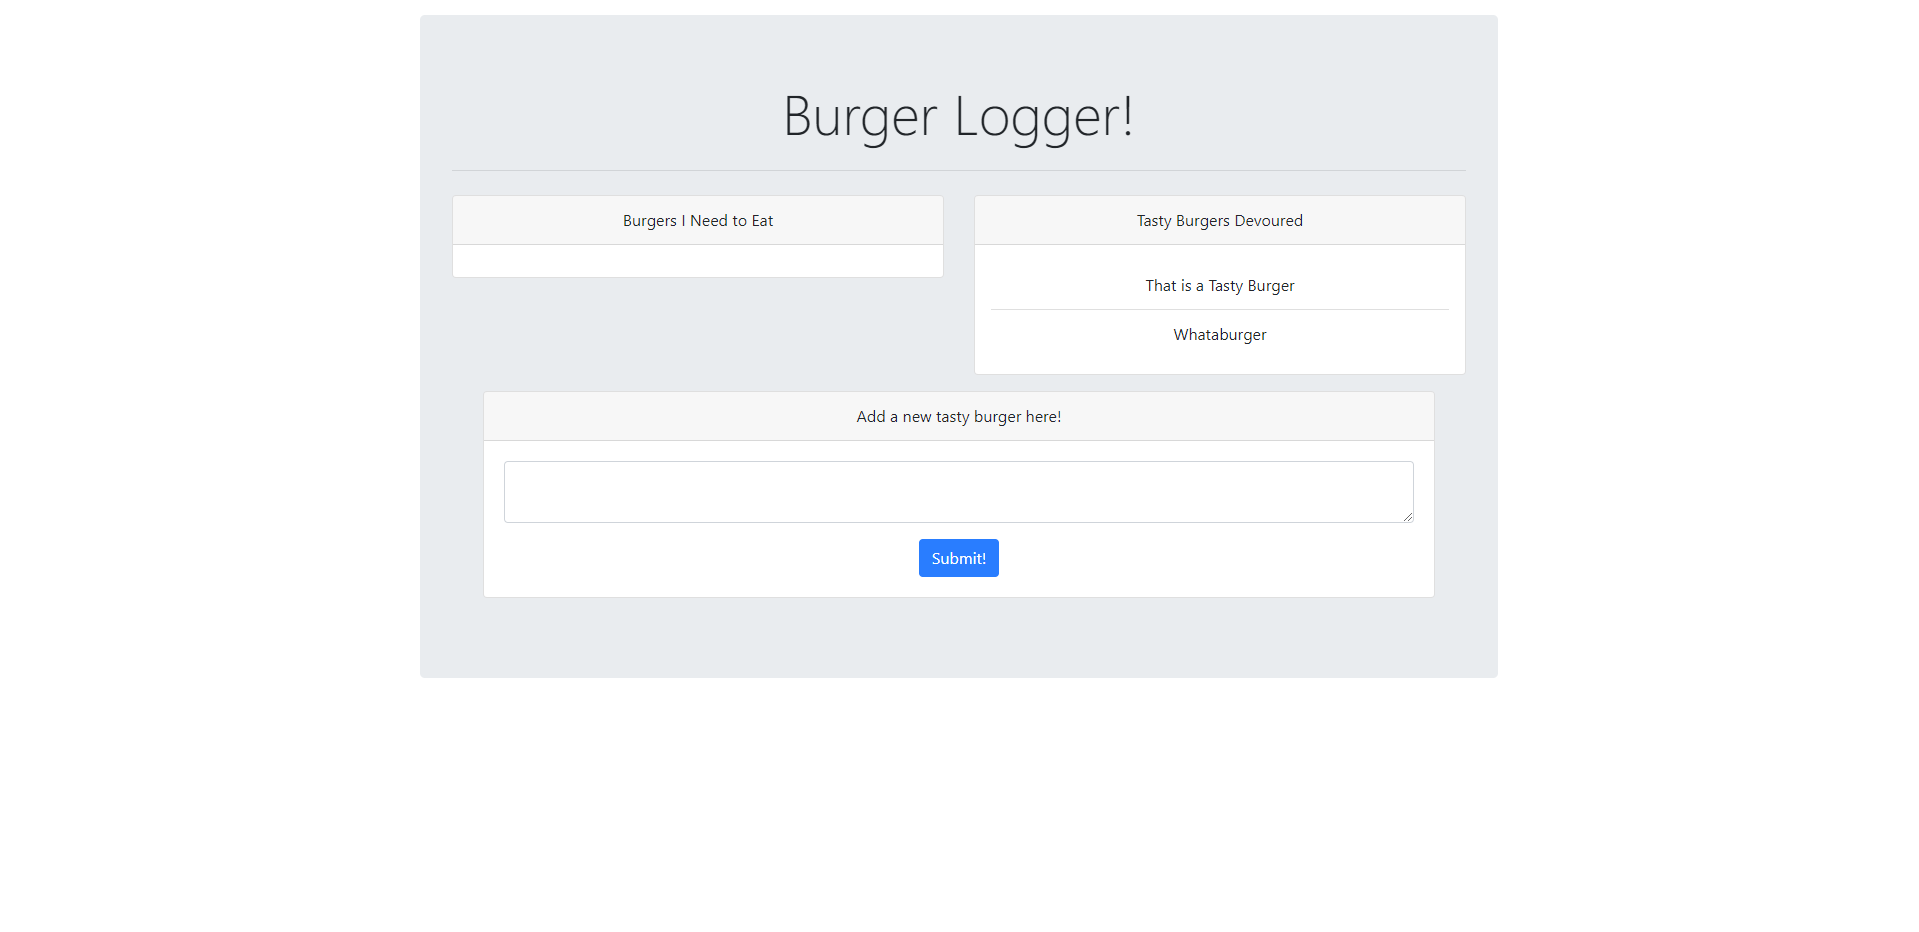 Burger Logger!
Burgers I Need to Eat
Tasty Burgers Devoured
That is a Tasty Burger
Whataburger
Add a new tasty burger here!
Submit!